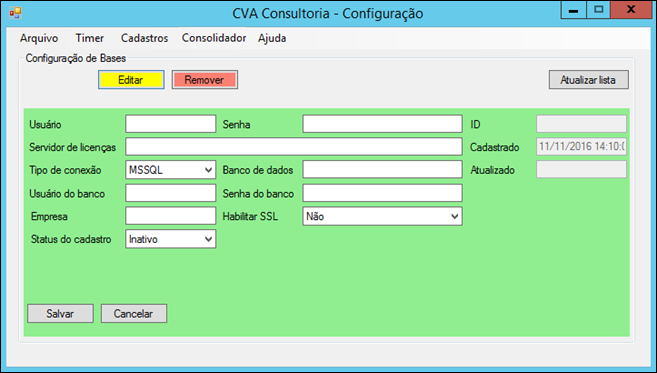 CVA Consultoria - Configuração
Arquivo Timer Cadastros Consolidador Ajuda
Configuração de Bases
Editar Remover Atualizar lista
Usuário Senha ID
Servidor de licenças Cadastrado 11/11/2016 14:10:
Tipo de conexão MSSQL Banco de dados Atualizado
Usuário do banco Senha do banco
Empresa Habilitar SSL Não
Status do cadastro Inativo
Salvar Cancelar